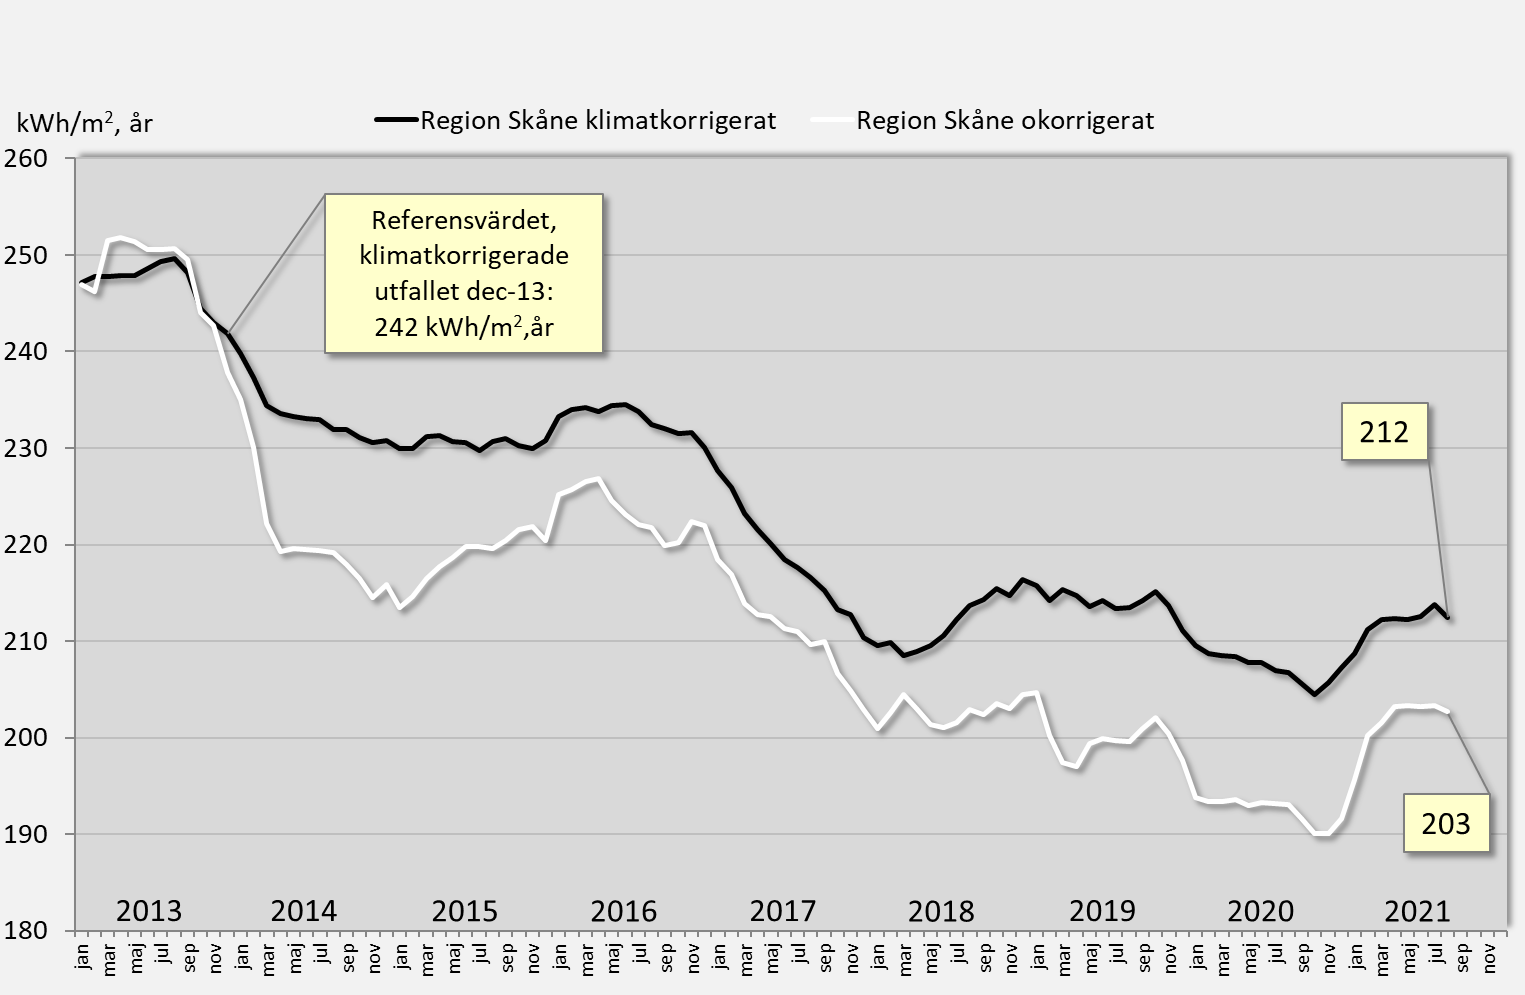 kWh/m², år
Region Skåne klimatkorrigerat
Region Skåne okorrigerat
260
250
240
230
220
210
200
190
180
Referensvärdet,
klimatkorrigerade
utfallet dec-13:
242 kWh/m²,år
212
203
2013 2014 2015 2016 2017 2018 2019 2020 2021
jan mar maj jul sep nov jan mar maj jul sep nov jan mar maj jul sep nov jan mar maj jul sep nov jan mar maj jul sep nov jan mar maj jul sep nov jan mar maj jul sep nov jan mar maj jul sep nov jan mar maj jul sep nov